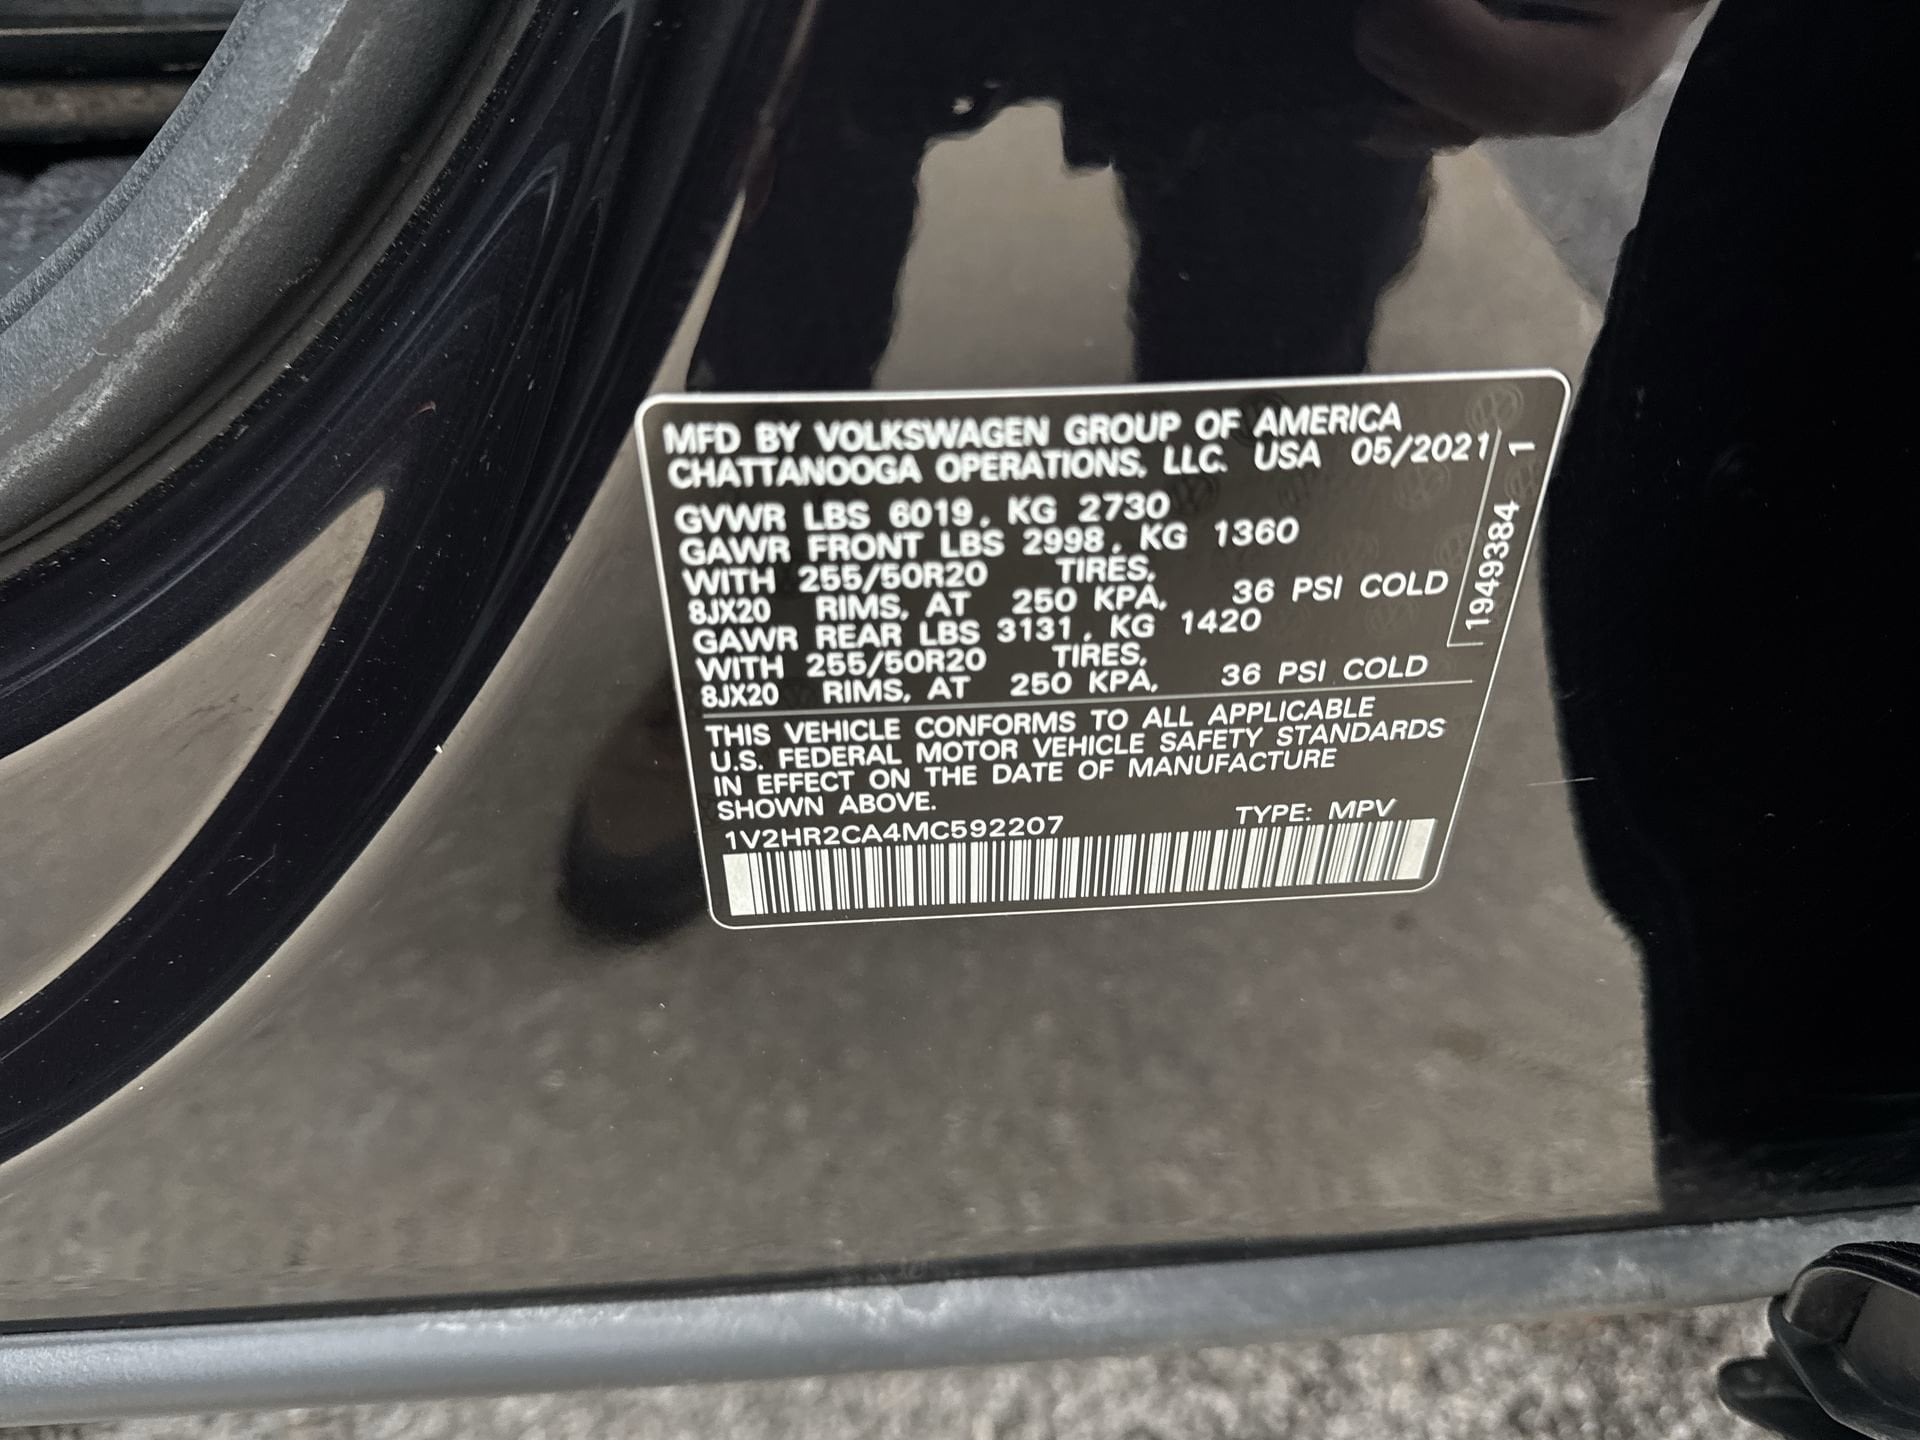 MFD BY VOLKSWAGEN GROUP OF AMERICA
CHATTANOOGA OPERATIONS, LLC. USA 05/2021
GVWR LBS 6019, KG 2730
GAWR FRONT LBS 2998, KG 1360
WITH 255/50R20 TIRES,
8JX20 RIMS, AT 250 KPA, 36 PSI COLD
GAWR REAR LBS 3131, KG 1420
WITH 255/50R20 TIRES,
8JX20 RIMS, AT 250 KPA, 36 PSI COLD
THIS VEHICLE CONFORMS TO ALL APPLICABLE
U.S. FEDERAL MOTOR VEHICLE SAFETY STANDARDS
IN EFFECT ON THE DATE OF MANUFACTURE
SHOWN ABOVE.
1V2HR2CA4MC592207 TYPE: MPV
1949384 1